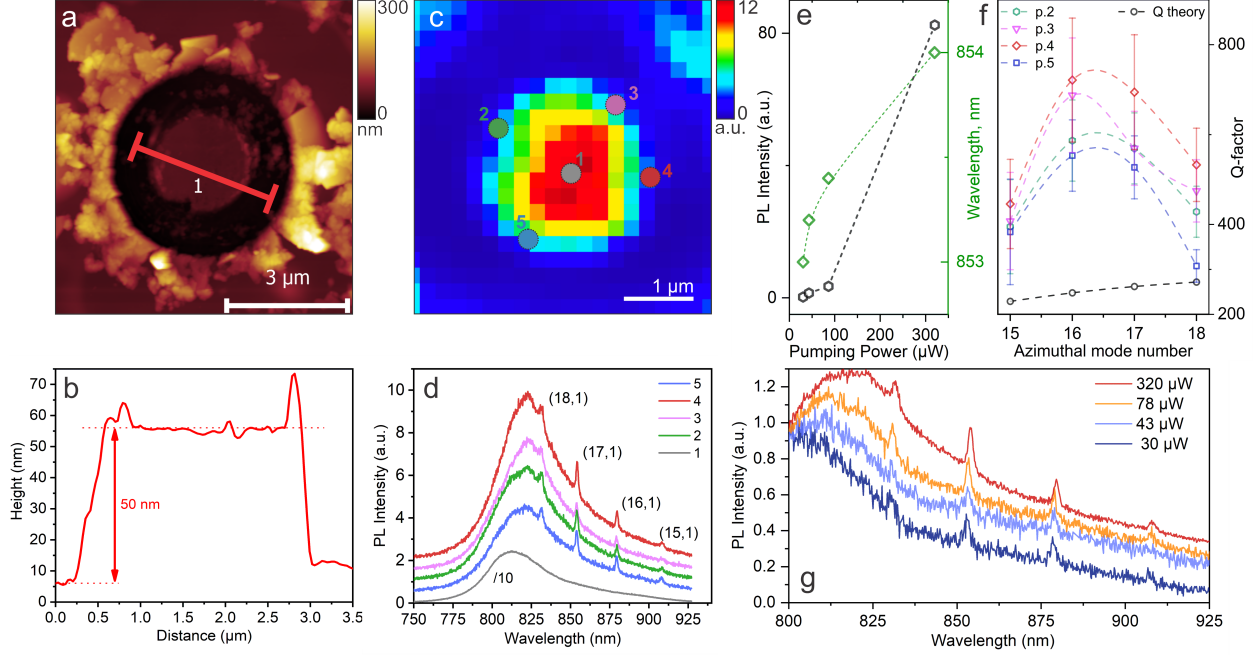 a
300
0
nm
1
3 µm
c
12
0
a.u.
1
2
3
4
5
1 µm
e
80
0
PL Intensity (a.u.)
854
853
Wavelength, nm
0 100 200 300
Pumping Power (µW)
f
p.2
p.3
p.4
p.5
Q theory
800
400
200
Q-factor
15 16 17 18
Azimuthal mode number
b
70
60
50
40
30
20
10
0
Height (nm)
50 nm
0.0 0.5 1.0 1.5 2.0 2.5 3.0 3.5
Distance (µm)
d
10
8
6
4
2
0
PL Intensity (a.u.)
(18,1)
(17,1)
(16,1)
(15,1)
/10
5
4
3
2
1
750 775 800 825 850 875 900 925
Wavelength (nm)
g
1.2
1.0
0.8
0.6
0.4
0.2
0.0
PL Intensity (a.u.)
320 µW
78 µW
43 µW
30 µW
800 825 850 875 900 925
Wavelength (nm)